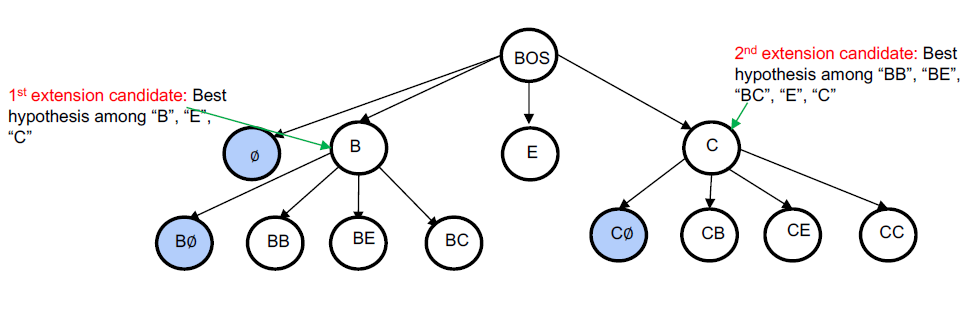 BOS
2nd extension candidate: Best
hypothesis among “BB”, “BE”,
“BC”, “E”, “C”
1st extension candidate: Best
hypothesis among “B”, “E”,
“C”
ø
B
E
C
BØ
BB
BE
BC
CØ
CB
CE
CC